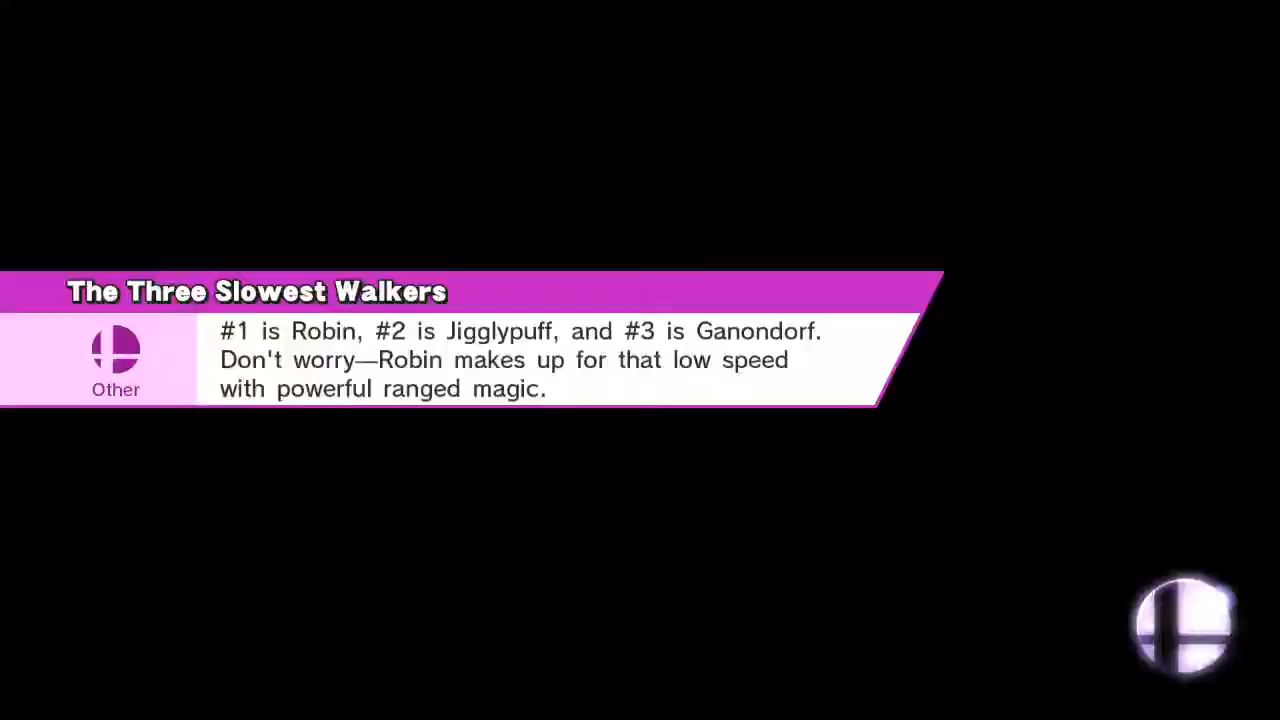 The Three Slowest Walkers
#1 is Robin, #2 is Jigglypuff, and #3 is Ganondorf.
Don't worry—Robin makes up for that low speed
with powerful ranged magic.
Other